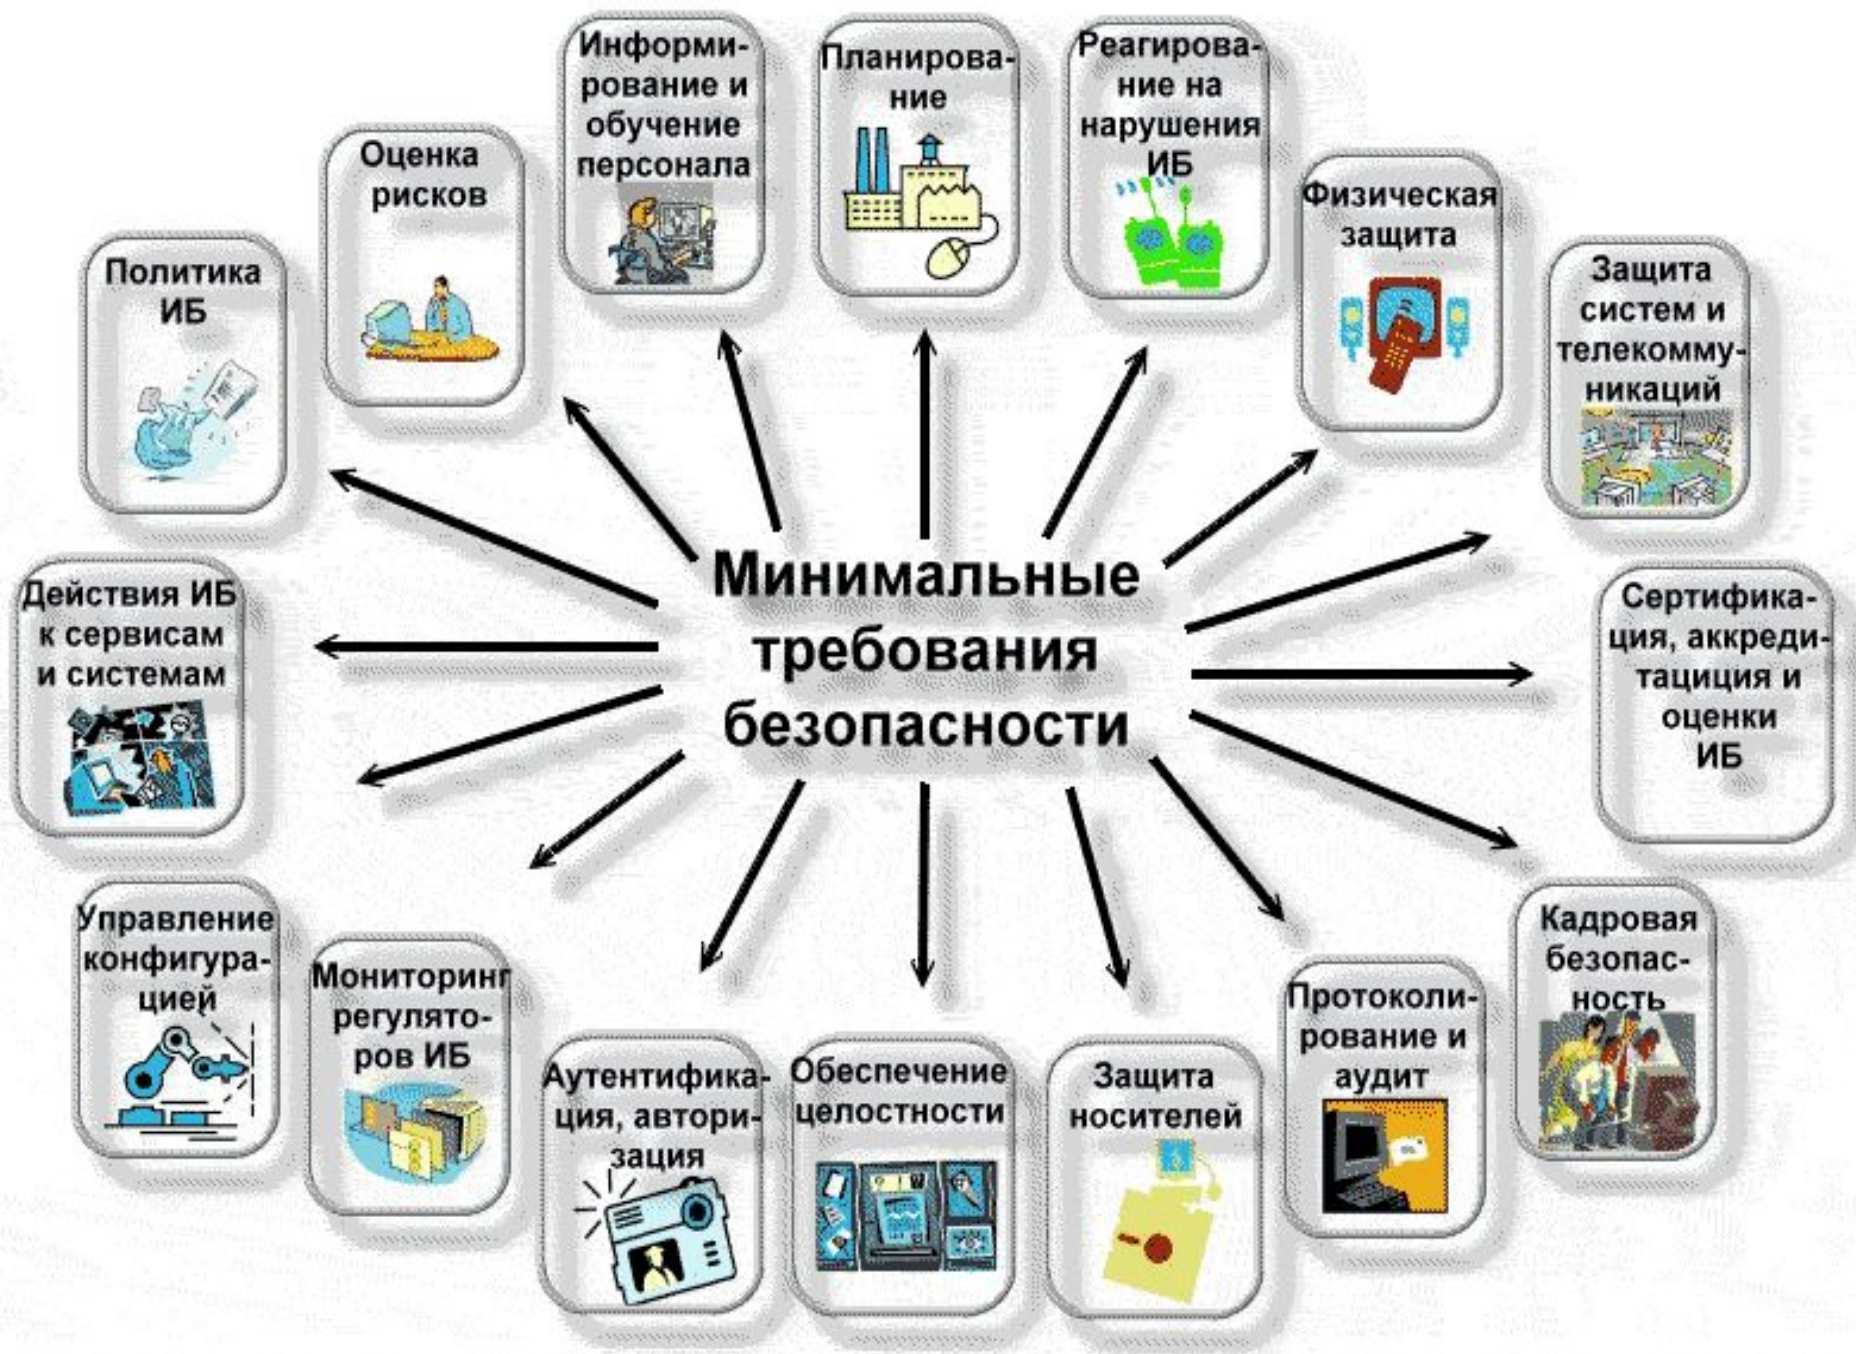 Информи-
рование и
обучение
персонала
Планирова-
ние
Реагирова-
ние на
нарушения
ИБ
Оценка
рисков
Физическая
защита
Политика
ИБ
Защита
систем и
телекомму-
никаций
Минимальные
требования
безопасности
Действия ИБ
к сервисам
и системам
Сертифика-
ция, аккреди-
тациция и
оценки
ИБ
Управление
конфигура-
цией
Мониторинг
регулято-
ров ИБ
Аутентифика-
ция, автори-
зация
Обеспечение
целостности
Защита
носителей
Протоколи-
рование и
аудит
Кадровая
безопас-
ность